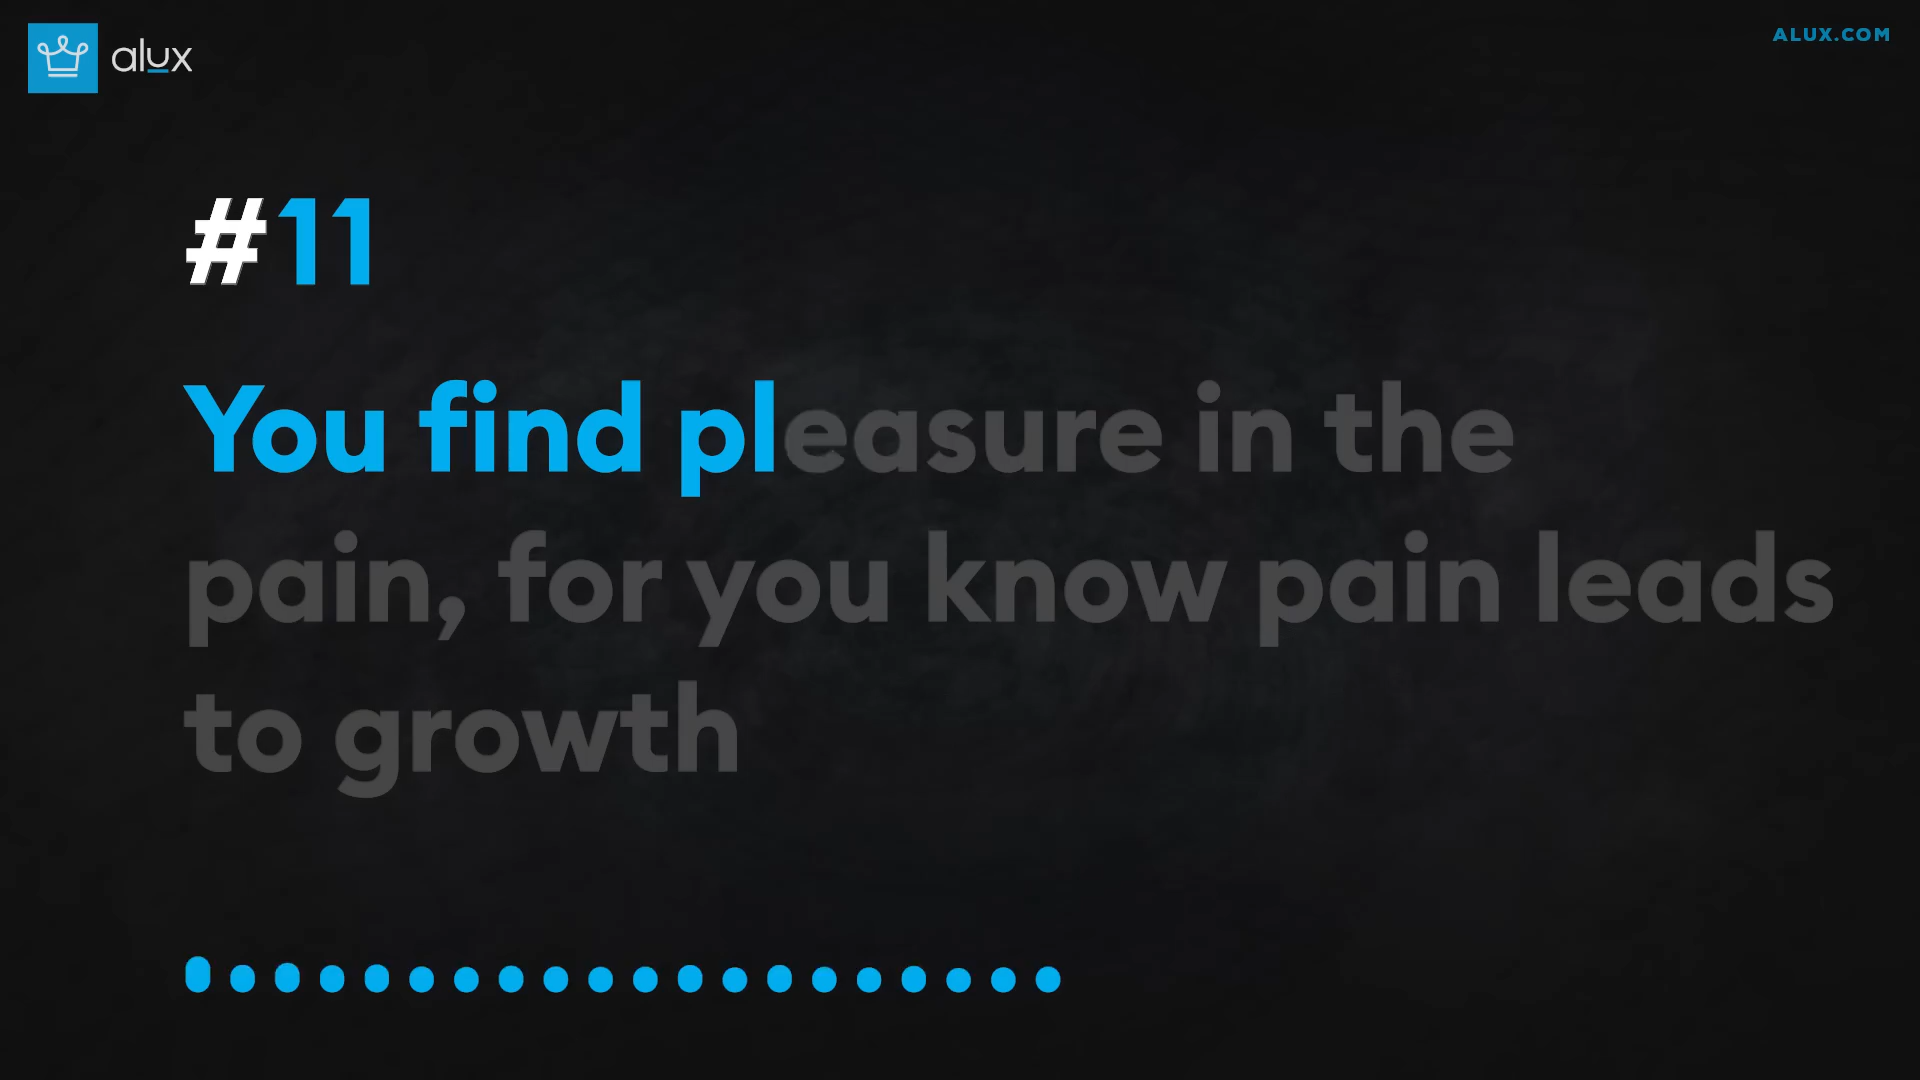 alux
ALUX.COM
#11
You find pleasure in the
pain, for you know pain leads
to growth